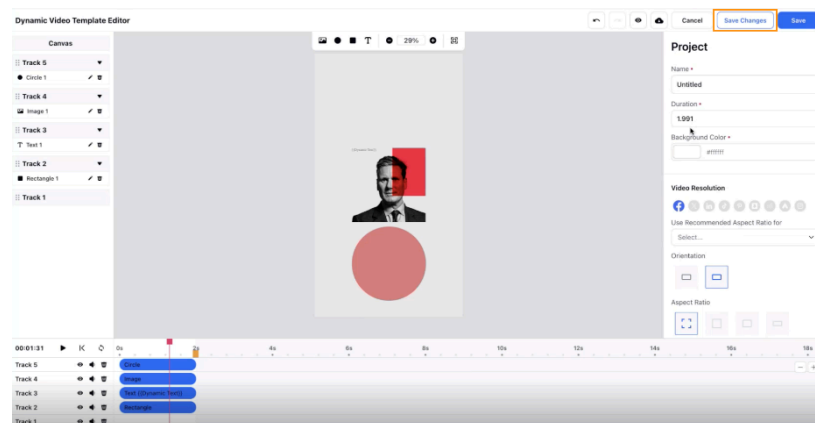 Dynamic Video Template Editor
Cancel
Save Changes
Save
Canvas
29%
Project
Track 5
Circle 1
Name •
Untitled
Track 4
Image 1
Duration •
1.991
Track 3
Text 1
Background Color •
#ffffff
Track 2
Rectangle 1
Track 1
Video Resolution
Use Recommended Aspect Ratio for
Select...
Orientation
Aspect Ratio
00:01:31
0s 2s 4s 6s 8s 10s 12s 14s 16s 18s
Track 5
Circle
Track 4
Image
Track 3
Text ({Dynamic Text})
Track 2
Rectangle
Track 1